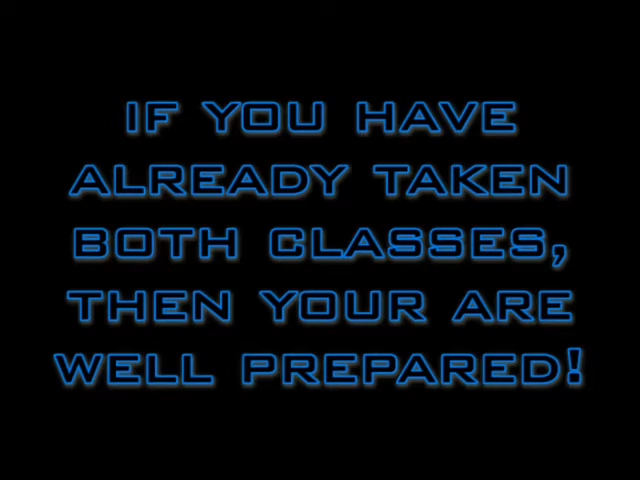 IF YOU HAVE
ALREADY TAKEN
BOTH CLASSES,
THEN YOUR ARE
WELL PREPARED!